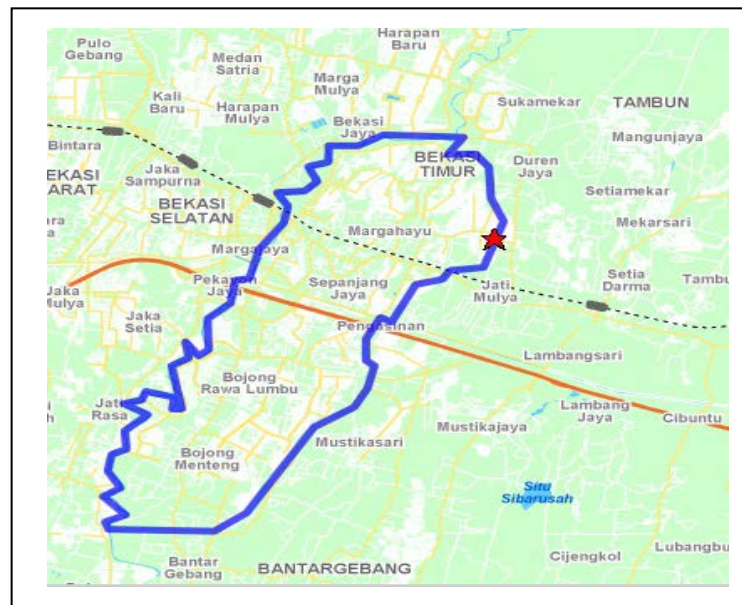 Pulo
Gebang
Harapan
Baru
Medan
Satria
Marga
Mulya
Kali
Baru
Harapan
Mulya
Sukamekar
TAMBUN
Bekasi
Jaya
Mangunjaya
Bintara
BEKASI
TIMUR
Duren
Jaya
EKASI
ARAT
Jaka
Sampurna
Setiamekar
BEKASI
SELATAN
Mekarsari
Margahayu
Margajaya
Pekayon
Jaya
Sepanjang
Jaya
Jati
Mulya
Setia
Darma
Tambu
Jaka
Mulya
Jaka
Setia
Pengasinan
Lambangsari
Bojong
Rawa Lumbu
Jati
Rasa
Lambang
Jaya
Cibuntu
Mustikasari
Mustikajaya
Bojong
Menteng
Situ
Sibarusah
Bantar
Gebang
BANTARGEBANG
Cijengkol
Lubangbu